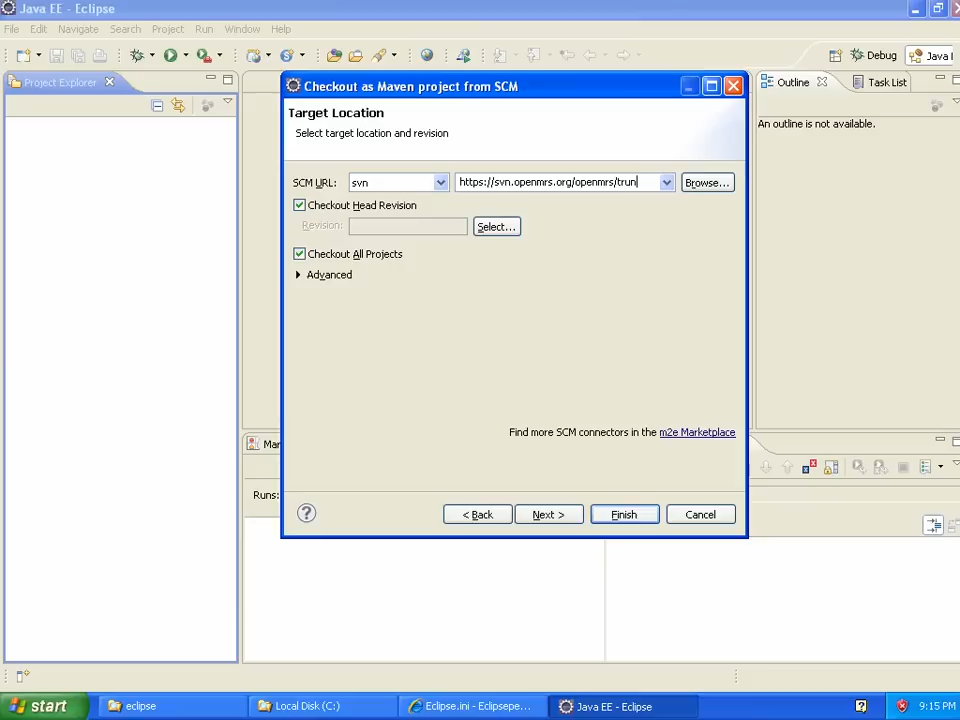 Java EE - Eclipse
File Edit Navigate Search Project Run Window Help
Debug Java
Project Explorer
Checkout as Maven project from SCM
Outline Task List
Target Location
Select target location and revision
An outline is not available.
SCM URL: svn https://svn.openmrs.org/openmrs/trun Browse...
Checkout Head Revision
Revision: Select...
Checkout All Projects
Advanced
Find more SCM connectors in the m2e Marketplace
Mar
Runs:
? < Back Next > Finish Cancel
start eclipse Local Disk (C:) Eclipse.ini - Eclipsepe... Java EE - Eclipse ? 9:15 PM